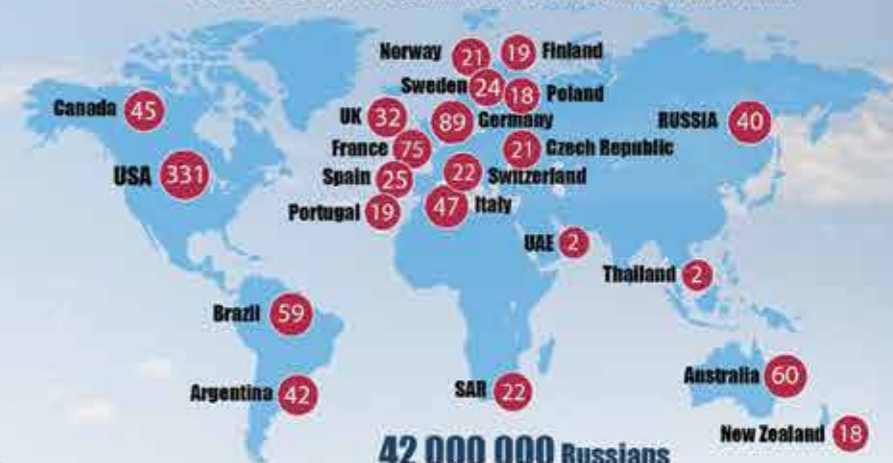 Norway 21
19 Finland
Sweden 24
18 Poland
Canada 45
UK 32
89 Germany
RUSSIA 40
France 75
21 Czech Republic
USA 331
Spain 25
22 Switzerland
Portugal 19
47 Italy
UAE 2
Thailand 2
Brazil 59
Argentina 42
SAR 22
Australia 60
New Zealand 18
42 000 000 Russians